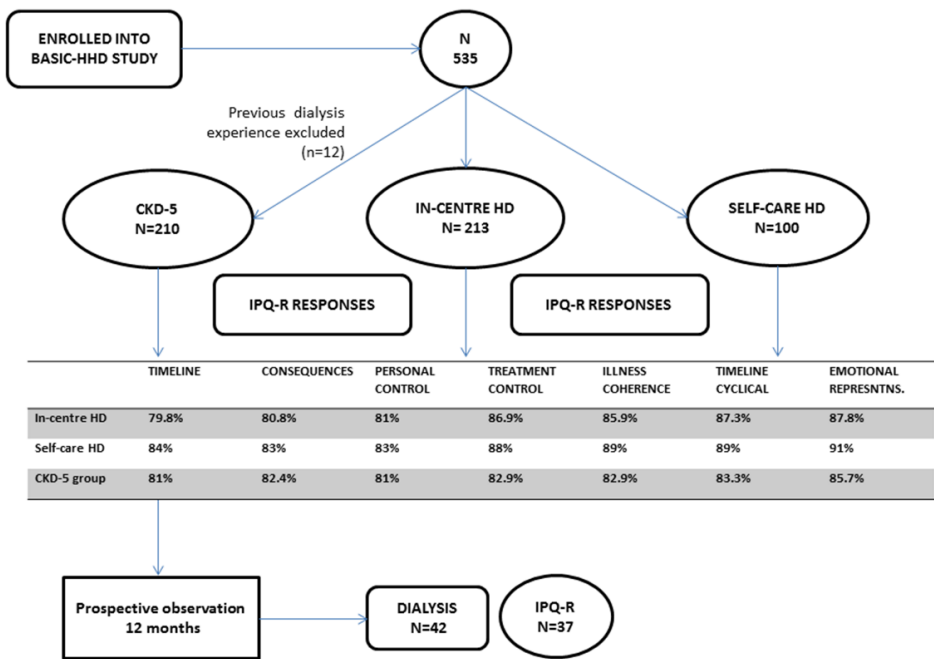 ENROLLED INTO
BASIC-HHD STUDY
N
535
Previous dialysis
experience excluded
(n=12)
CKD-5
N=210
IN-CENTRE HD
N= 213
SELF-CARE HD
N=100
IPQ-R RESPONSES
IPQ-R RESPONSES
TIMELINE CONSEQUENCES PERSONAL CONTROL TREATMENT CONTROL ILLNESS COHERENCE TIMELINE CYCLICAL EMOTIONAL REPRESNTNS.
In-centre HD 79.8% 80.8% 81% 86.9% 85.9% 87.3% 87.8%
Self-care HD 84% 83% 83% 88% 89% 89% 91%
CKD-5 group 81% 82.4% 81% 82.9% 82.9% 83.3% 85.7%
Prospective observation
12 months
DIALYSIS
N=42
IPQ-R
N=37